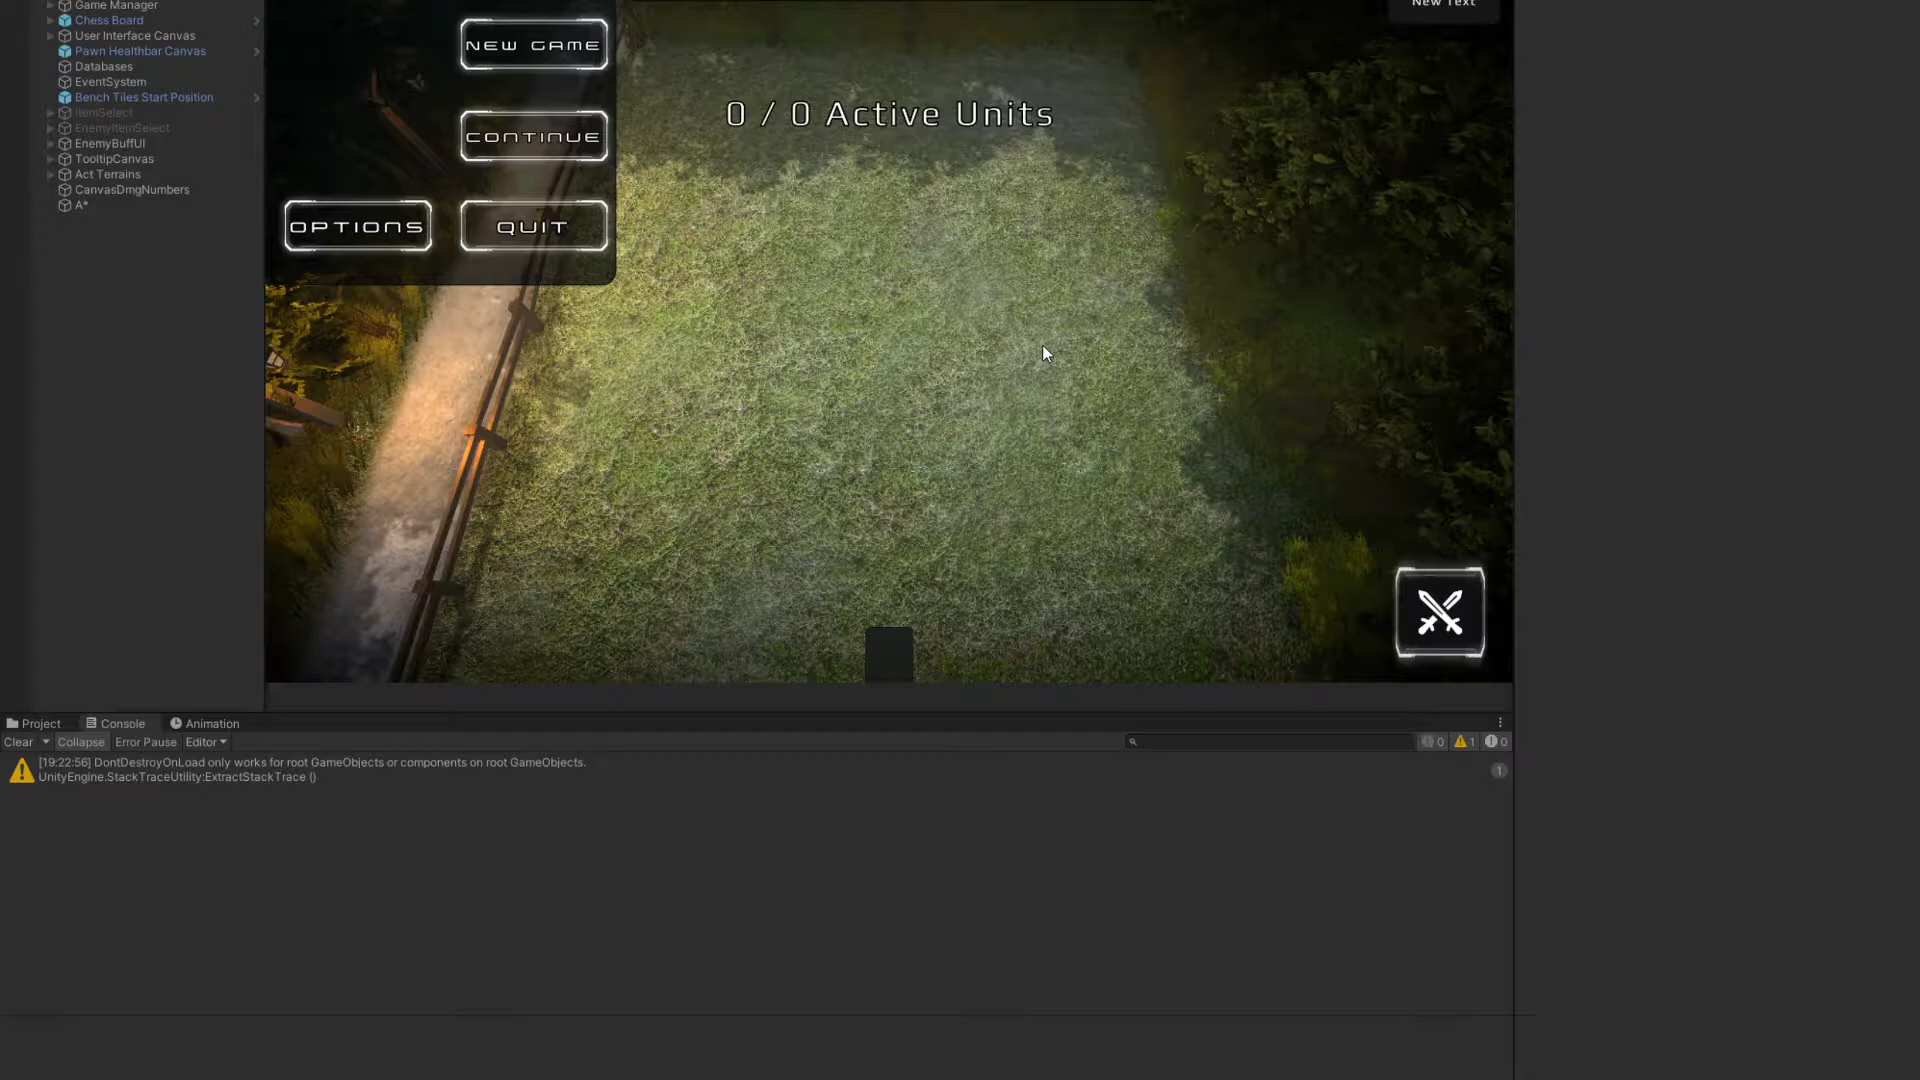 Game Manager
Chess Board
User Interface Canvas
Pawn Healthbar Canvas
Databases
EventSystem
Bench Tiles Start Position
ItemSelect
EnemyItemSelect
EnemyBuffUI
TooltipCanvas
Act Terrains
CanvasDmgNumbers
A*
New Text
NEW GAME
0 / 0 Active Units
CONTINUE
OPTIONS
QUIT
Project
Console
Animation
Clear
Collapse
Error Pause
Editor
0
1
0
[19:22:56] DontDestroyOnLoad only works for root GameObjects or components on root GameObjects.
UnityEngine.StackTraceUtility:ExtractStackTrace ()
1